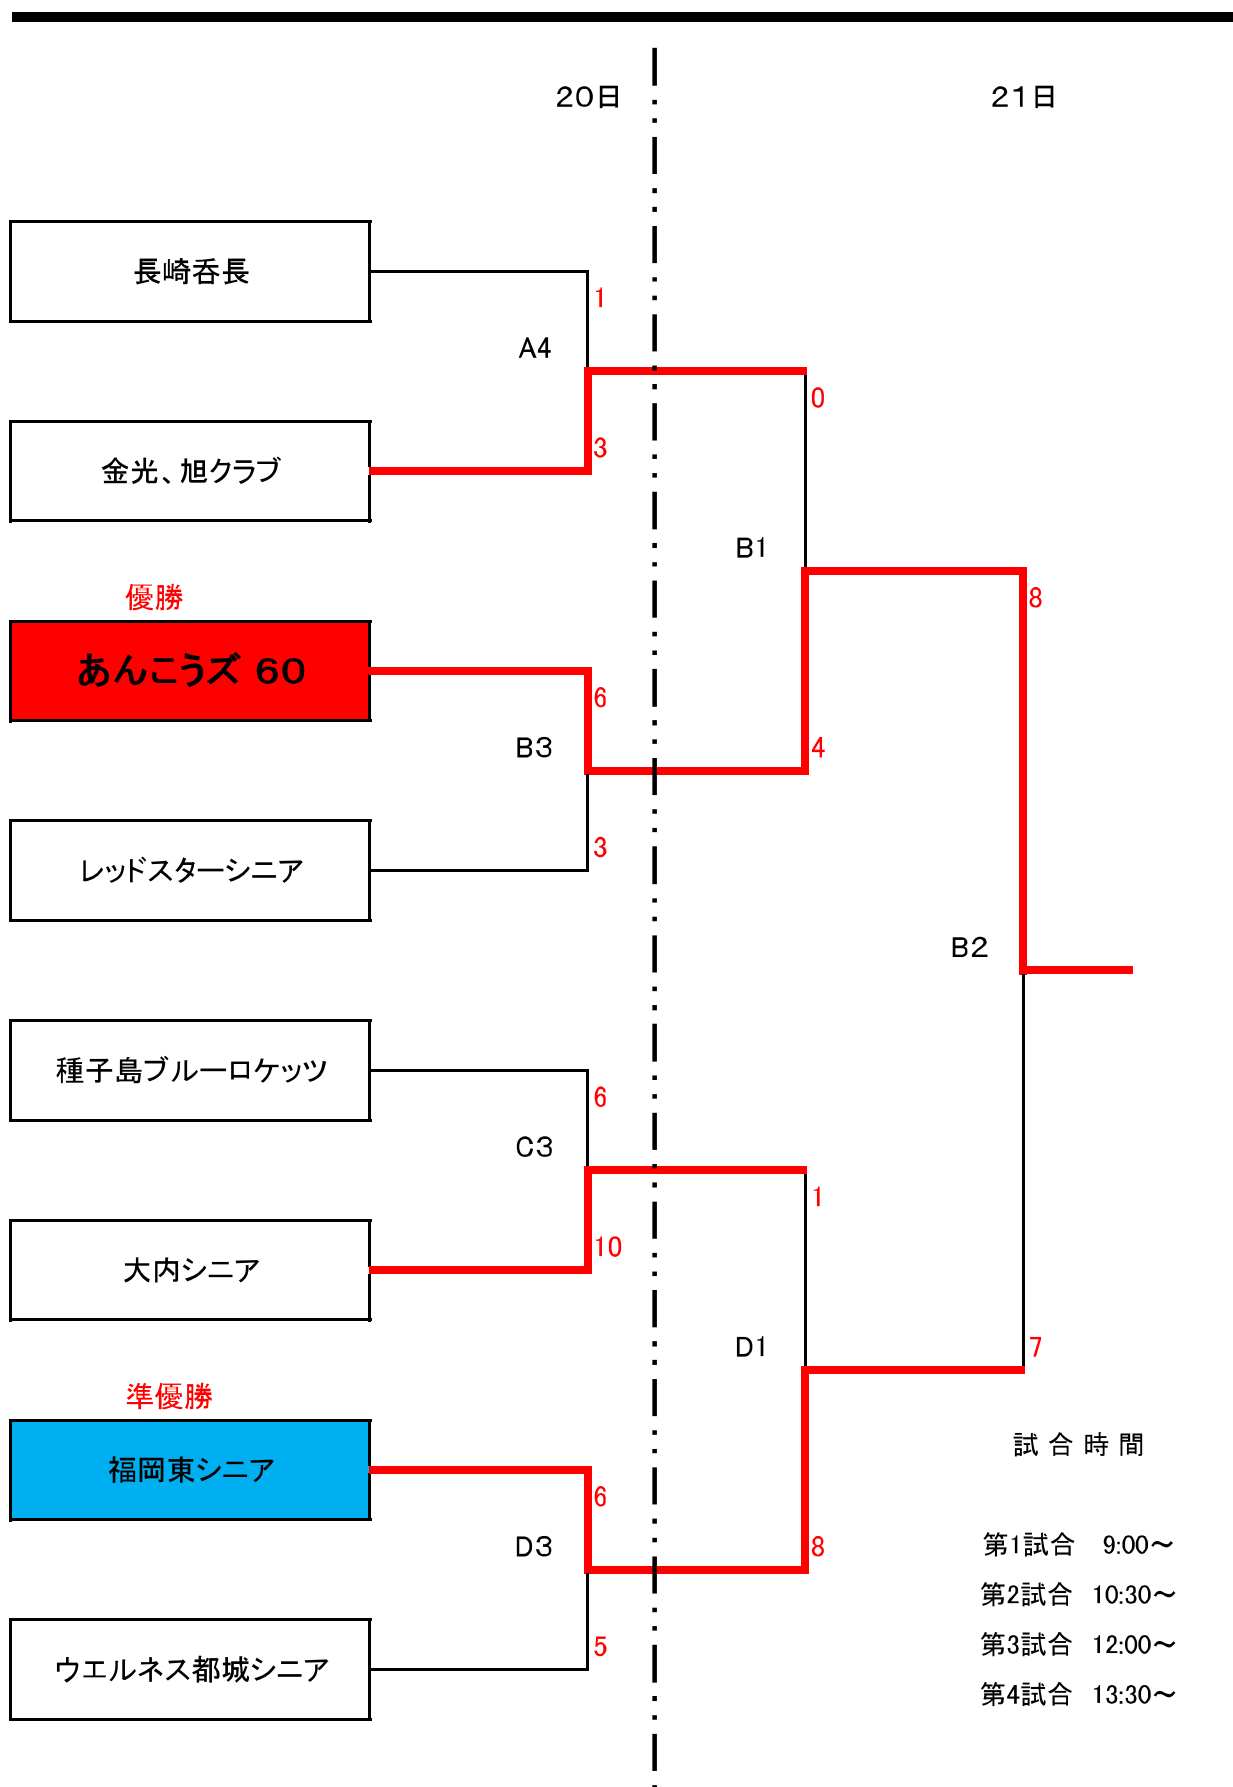 20日
21日
長崎呑長
1
A4
0
3
金光、旭クラブ
B1
優勝
8
あんこうズ 60
6
B3
4
3
レッドスターシニア
B2
種子島ブルーロケッツ
6
C3
1
10
大内シニア
D1
7
準優勝
試合時間
福岡東シニア
6
D3
8
第1試合 9:00～
第2試合 10:30～
5
第3試合 12:00～
ウエルネス都城シニア
第4試合 13:30～